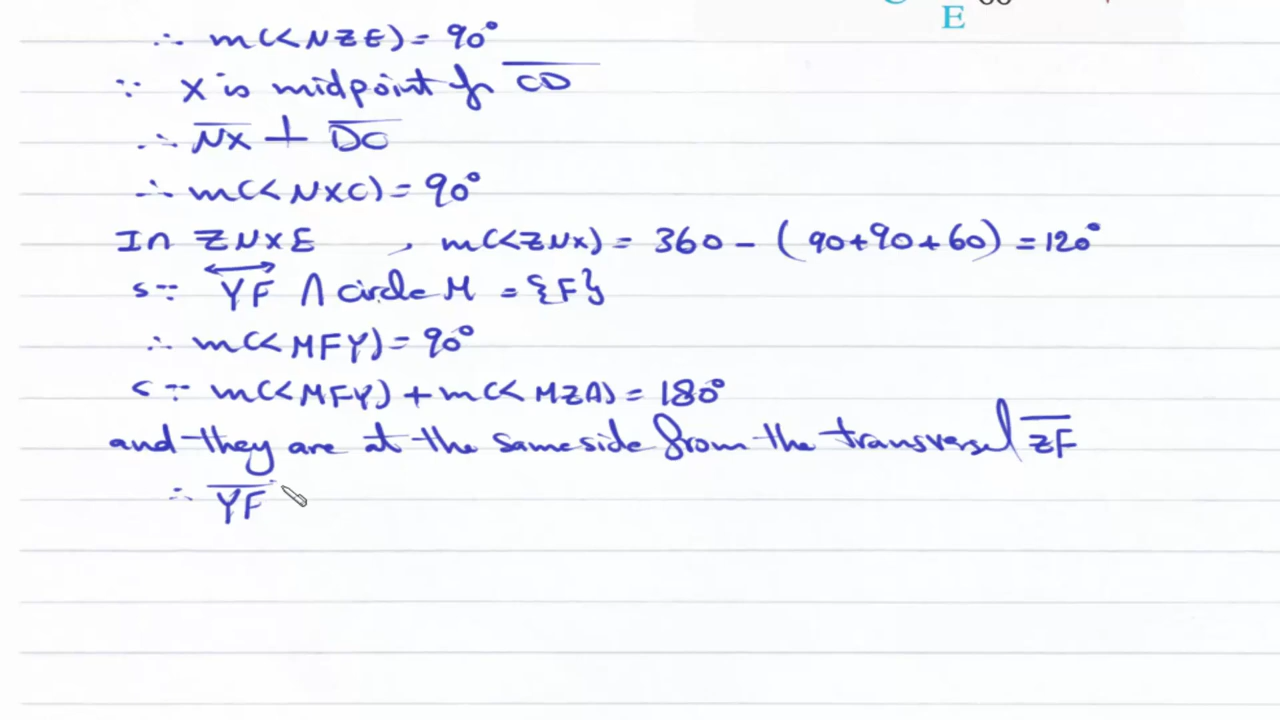 E
∴ m(<NZE) = 90°
∵ X is midpoint of CD
∴ NX ⊥ DC
∴ m(<NXC) = 90°
In ZNXE , m(<ZNX) = 360 - (90+90+60) = 120°
s ∵ YF ∩ circle M = {F}
∴ m(<MFY) = 90°
s ∵ m(<MFY) + m(<MZA) = 180°
and they are at the same side from the transversel ZF
∴ YF